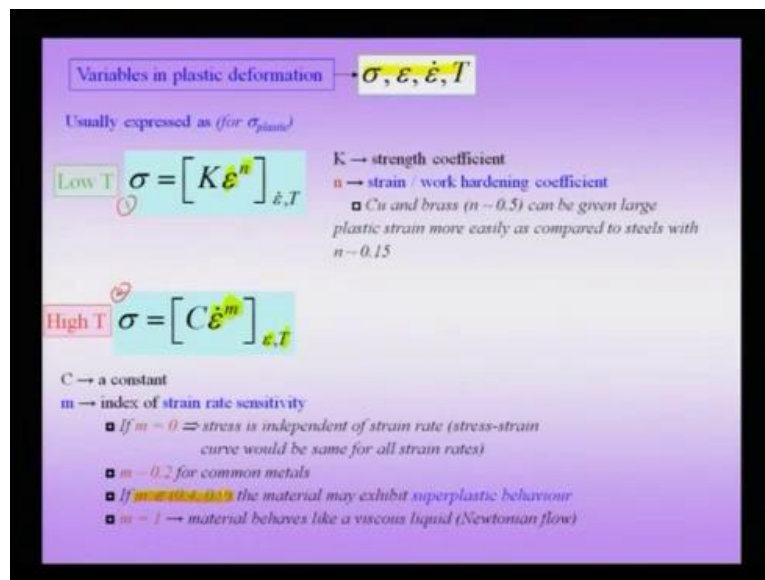 Variables in plastic deformation → σ, ε, ε̇, T
Usually expressed as (for σplastic)
Low T σ = [Kεⁿ] ε̇,T
K → strength coefficient
n → strain / work hardening coefficient
Cu and brass (n ~ 0.5) can be given large
plastic strain more easily as compared to steels with
n ~ 0.15
High T σ = [Cε̇ᵐ] ε,T
C → a constant
m → index of strain rate sensitivity
If m = 0 ⇒ stress is independent of strain rate (stress-strain
curve would be same for all strain rates)
m ~ 0.2 for common metals
If the material may exhibit superplastic behaviour
m = 1 → material behaves like a viscous liquid (Newtonian flow)